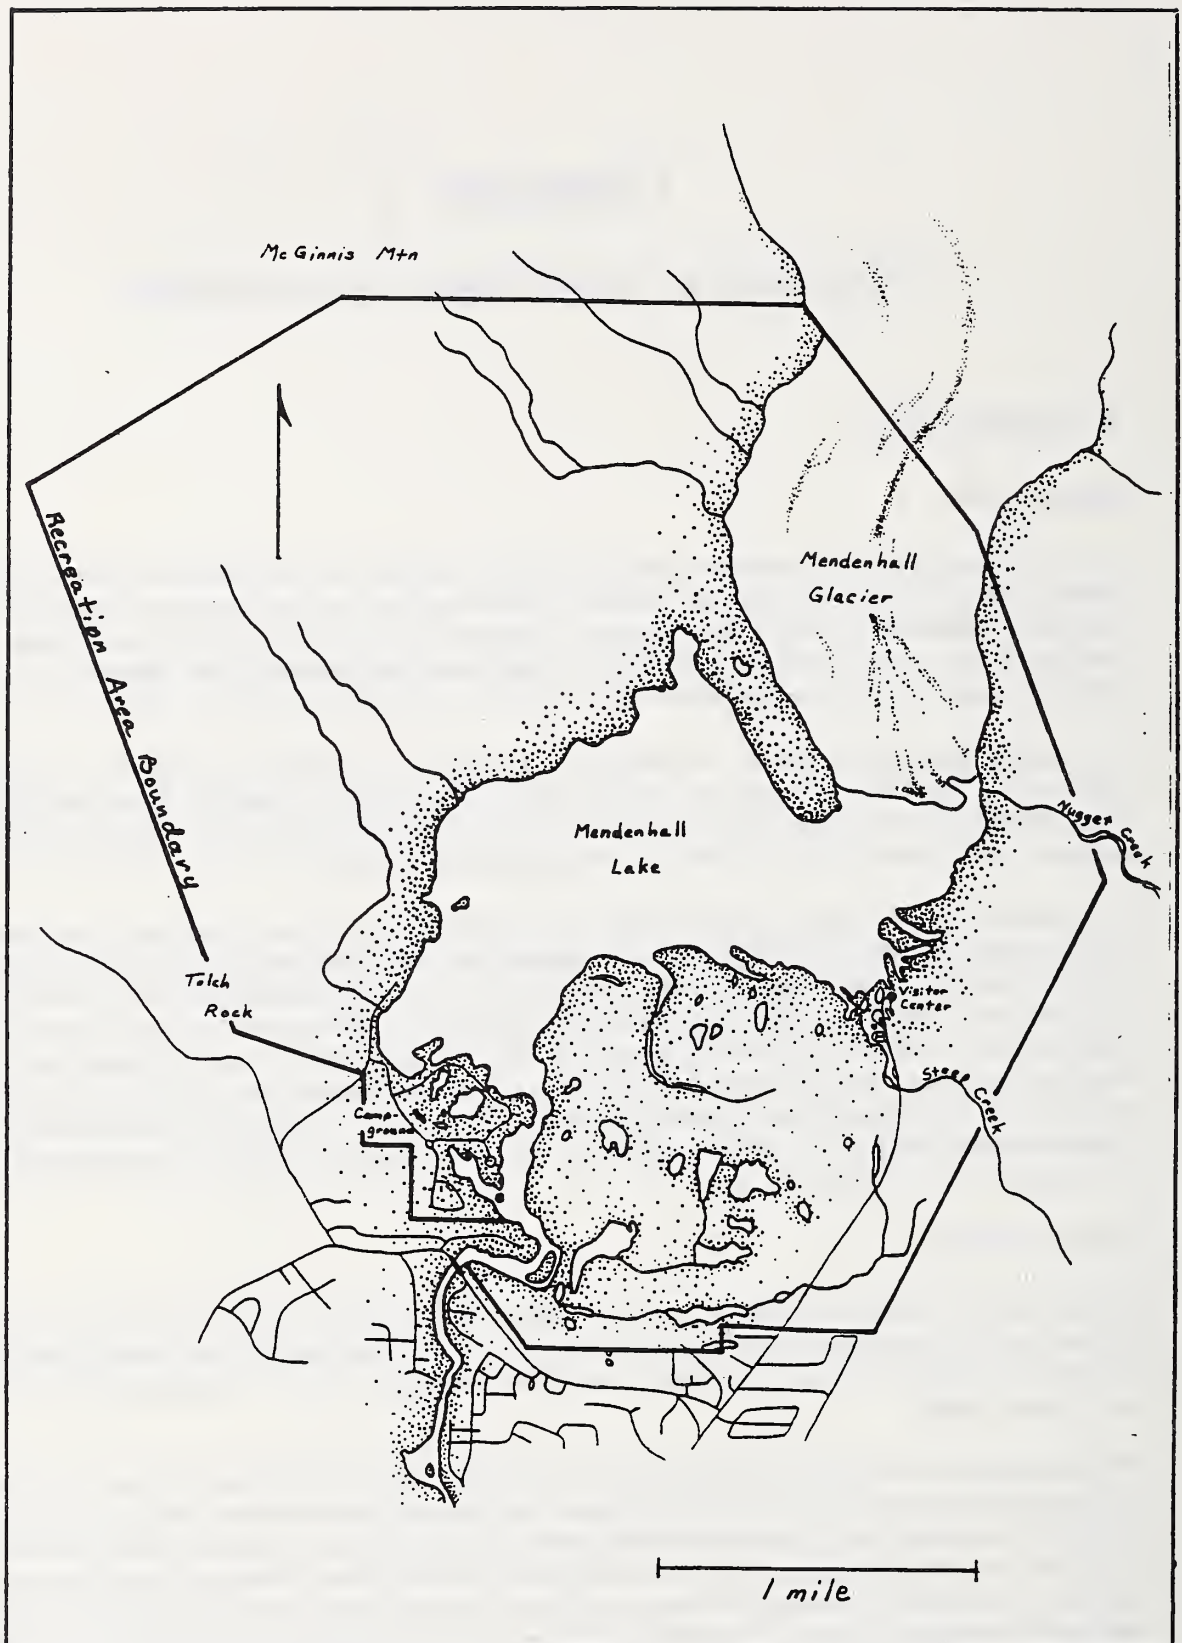 McGinnis Mtn
Recreation Area Boundary
Mendenhall
Glacier
Mendenhall
Lake
Nugget Creek
Tolch
Rock
Visitor
Center
Steep Creek
Camp-
ground
1 mile